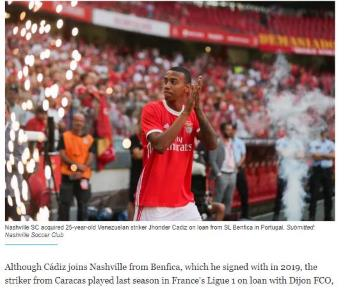 DEMASIADO
Emirates
Nashville SC acquired 25-year-old Venezuelan striker Jhonder Cadiz on loan from SL Benfica in Portugal. Submitted:
Nashville Soccer Club
Although Cádiz joins Nashville from Benfica, which he signed with in 2019, the
striker from Caracas played last season in France's Ligue 1 on loan with Dijon FCO,